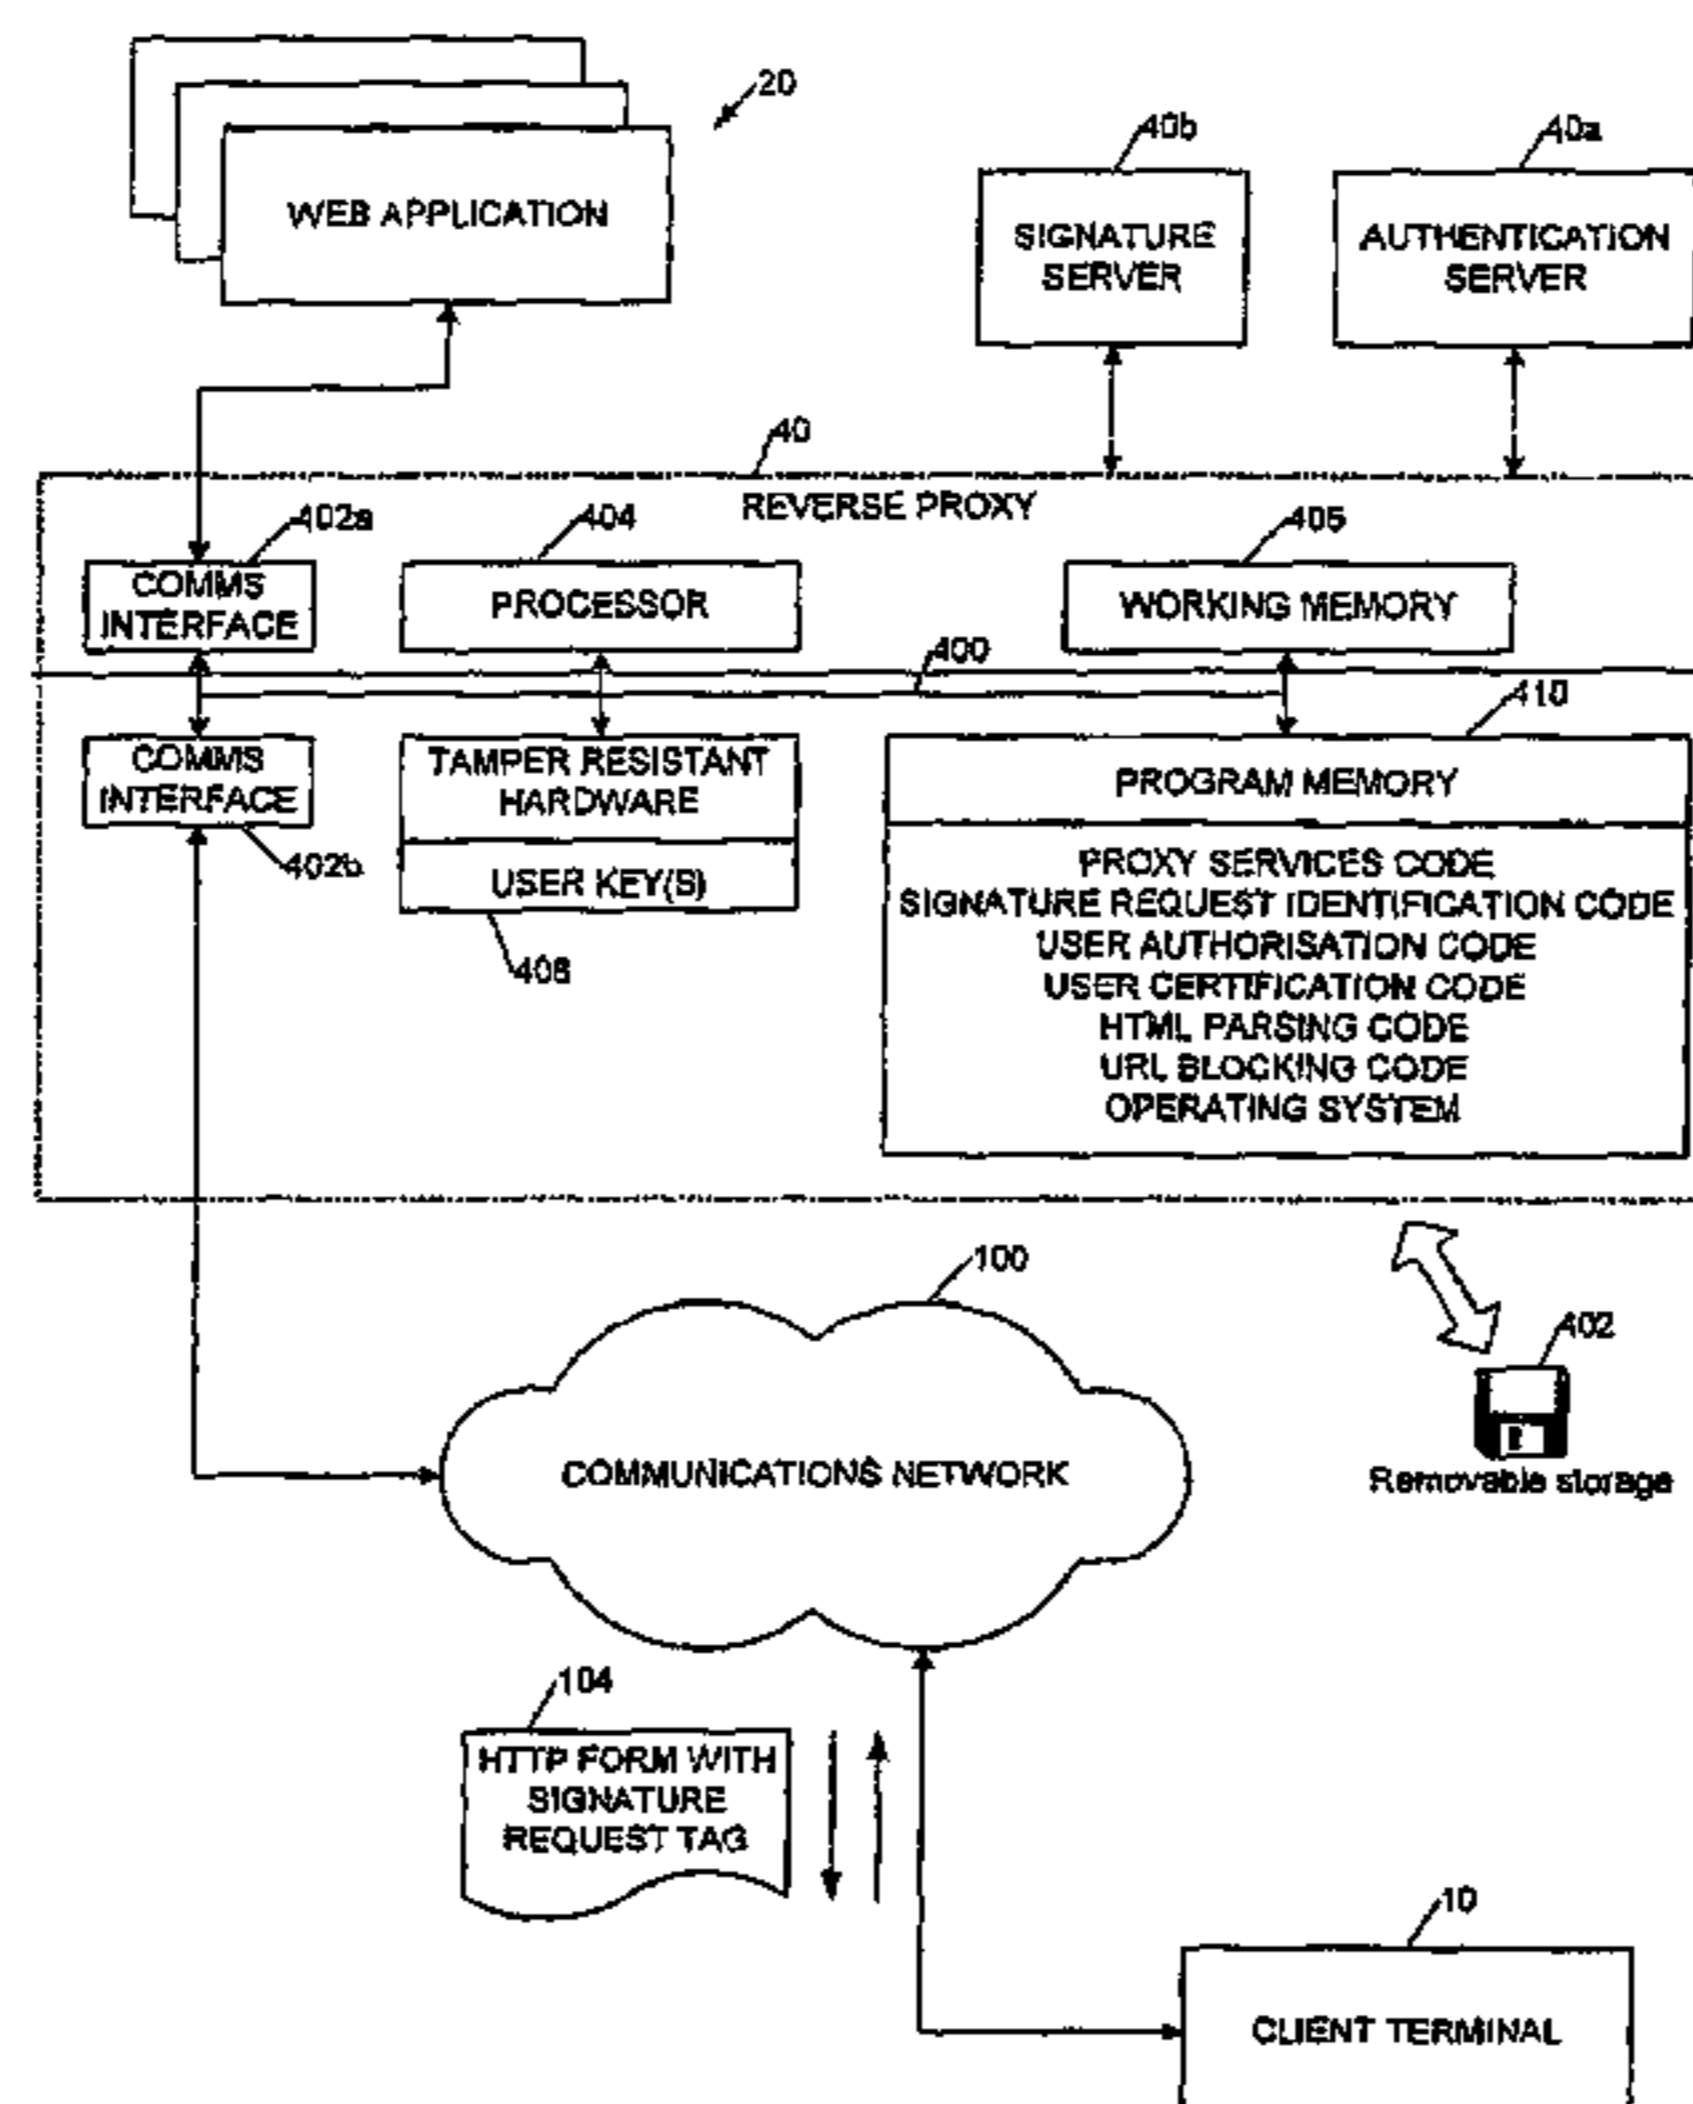 20
WEB APPLICATION
40b
SIGNATURE
SERVER
40a
AUTHENTICATION
SERVER
40
REVERSE PROXY
402a
COMMS
INTERFACE
404
PROCESSOR
406
WORKING MEMORY
400
COMMS
INTERFACE
402b
TAMPER RESISTANT
HARDWARE
USER KEY(S)
408
410
PROGRAM MEMORY
PROXY SERVICES CODE
SIGNATURE REQUEST IDENTIFICATION CODE
USER AUTHORISATION CODE
USER CERTIFICATION CODE
HTML PARSING CODE
URL BLOCKING CODE
OPERATING SYSTEM
100
COMMUNICATIONS NETWORK
402
Removable storage
104
HTTP FORM WITH
SIGNATURE
REQUEST TAG
10
CLIENT TERMINAL